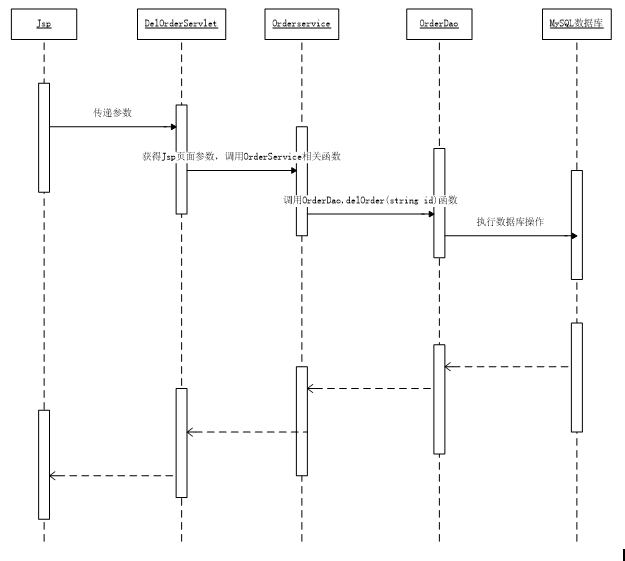 Jsp
DelOrderServlet
Orderservice
OrderDao
MySQL数据库
传递参数
获得Jsp页面参数，调用OrderService相关函数
调用OrderDao.delOrder(string id)函数
执行数据库操作